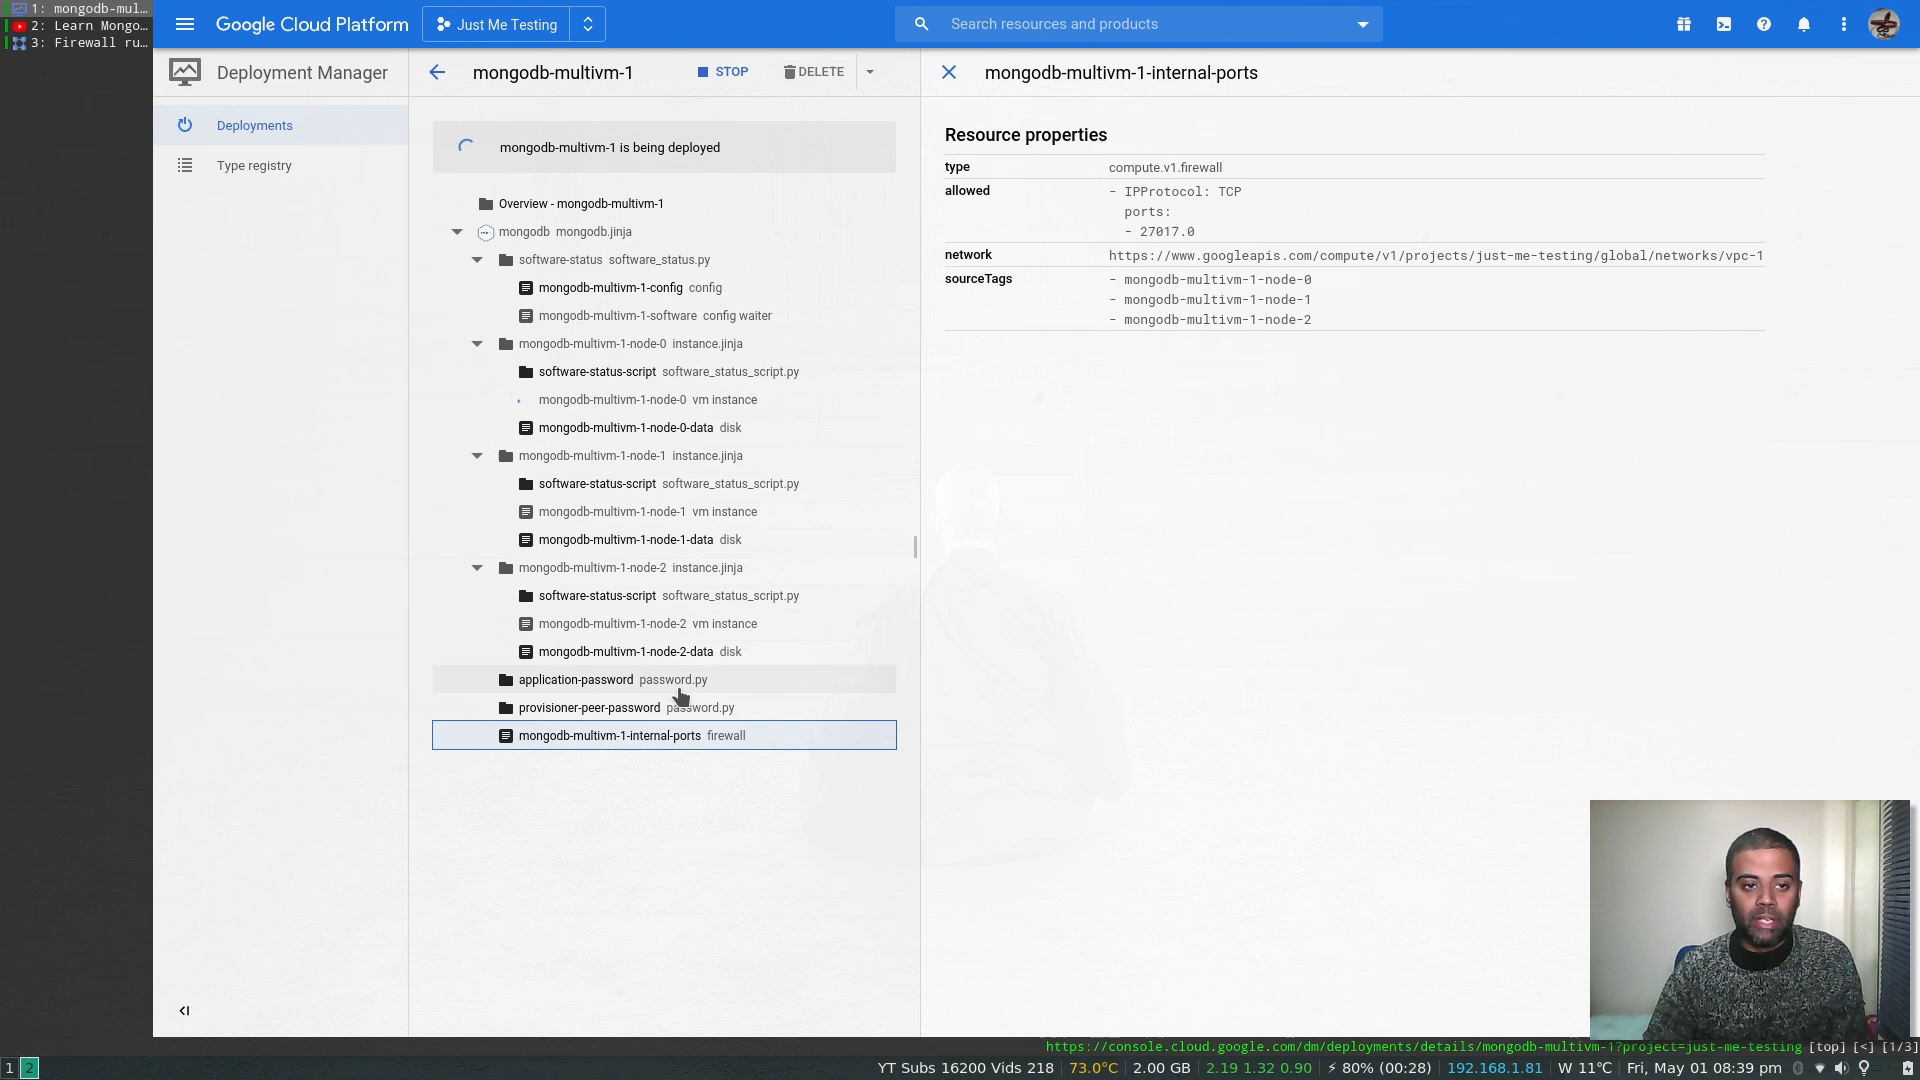 1: mongodb-mul…
2: Learn Mongo…
3: Firewall ru…
Google Cloud Platform
Just Me Testing
Search resources and products
Deployment Manager
mongodb-multivm-1
STOP
DELETE
mongodb-multivm-1-internal-ports
Deployments
Type registry
mongodb-multivm-1 is being deployed
Overview - mongodb-multivm-1
mongodb mongodb.jinja
software-status software_status.py
mongodb-multivm-1-config config
mongodb-multivm-1-software config waiter
mongodb-multivm-1-node-0 instance.jinja
software-status-script software_status_script.py
mongodb-multivm-1-node-0 vm instance
mongodb-multivm-1-node-0-data disk
mongodb-multivm-1-node-1 instance.jinja
software-status-script software_status_script.py
mongodb-multivm-1-node-1 vm instance
mongodb-multivm-1-node-1-data disk
mongodb-multivm-1-node-2 instance.jinja
software-status-script software_status_script.py
mongodb-multivm-1-node-2 vm instance
mongodb-multivm-1-node-2-data disk
application-password password.py
provisioner-peer-password password.py
mongodb-multivm-1-internal-ports firewall
Resource properties
type compute.v1.firewall
allowed - IPProtocol: TCP
ports:
- 27017.0
network https://www.googleapis.com/compute/v1/projects/just-me-testing/global/networks/vpc-1
sourceTags - mongodb-multivm-1-node-0
- mongodb-multivm-1-node-1
- mongodb-multivm-1-node-2
https://console.cloud.google.com/dm/deployments/details/mongodb-multivm-1?project=just-me-testing [top] [<] [1/3]
1 2
YT Subs 16200 Vids 218 73.0°C 2.00 GB 2.19 1.32 0.90 ⚡ 80% (00:28) 192.168.1.81 W 11°C Fri, May 01 08:39 pm